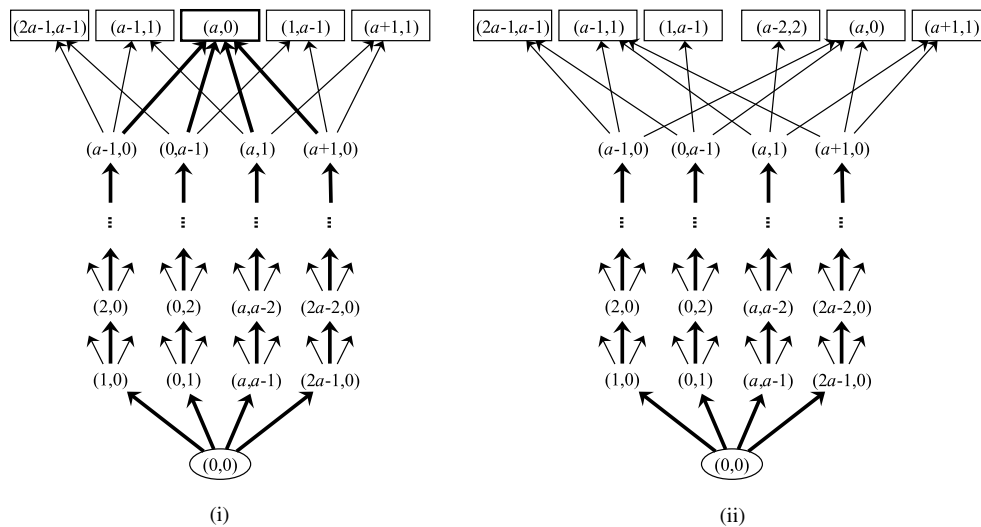 (2a-1,a-1) (a-1,1) (a,0) (1,a-1) (a+1,1)
(a-1,0) (0,a-1) (a,1) (a+1,0)
... ... ... ...
(2,0) (0,2) (a,a-2) (2a-2,0)
(1,0) (0,1) (a,a-1) (2a-1,0)
(0,0)
(i)
(2a-1,a-1) (a-1,1) (1,a-1) (a-2,2) (a,0) (a+1,1)
(a-1,0) (0,a-1) (a,1) (a+1,0)
... ... ... ...
(2,0) (0,2) (a,a-2) (2a-2,0)
(1,0) (0,1) (a,a-1) (2a-1,0)
(0,0)
(ii)